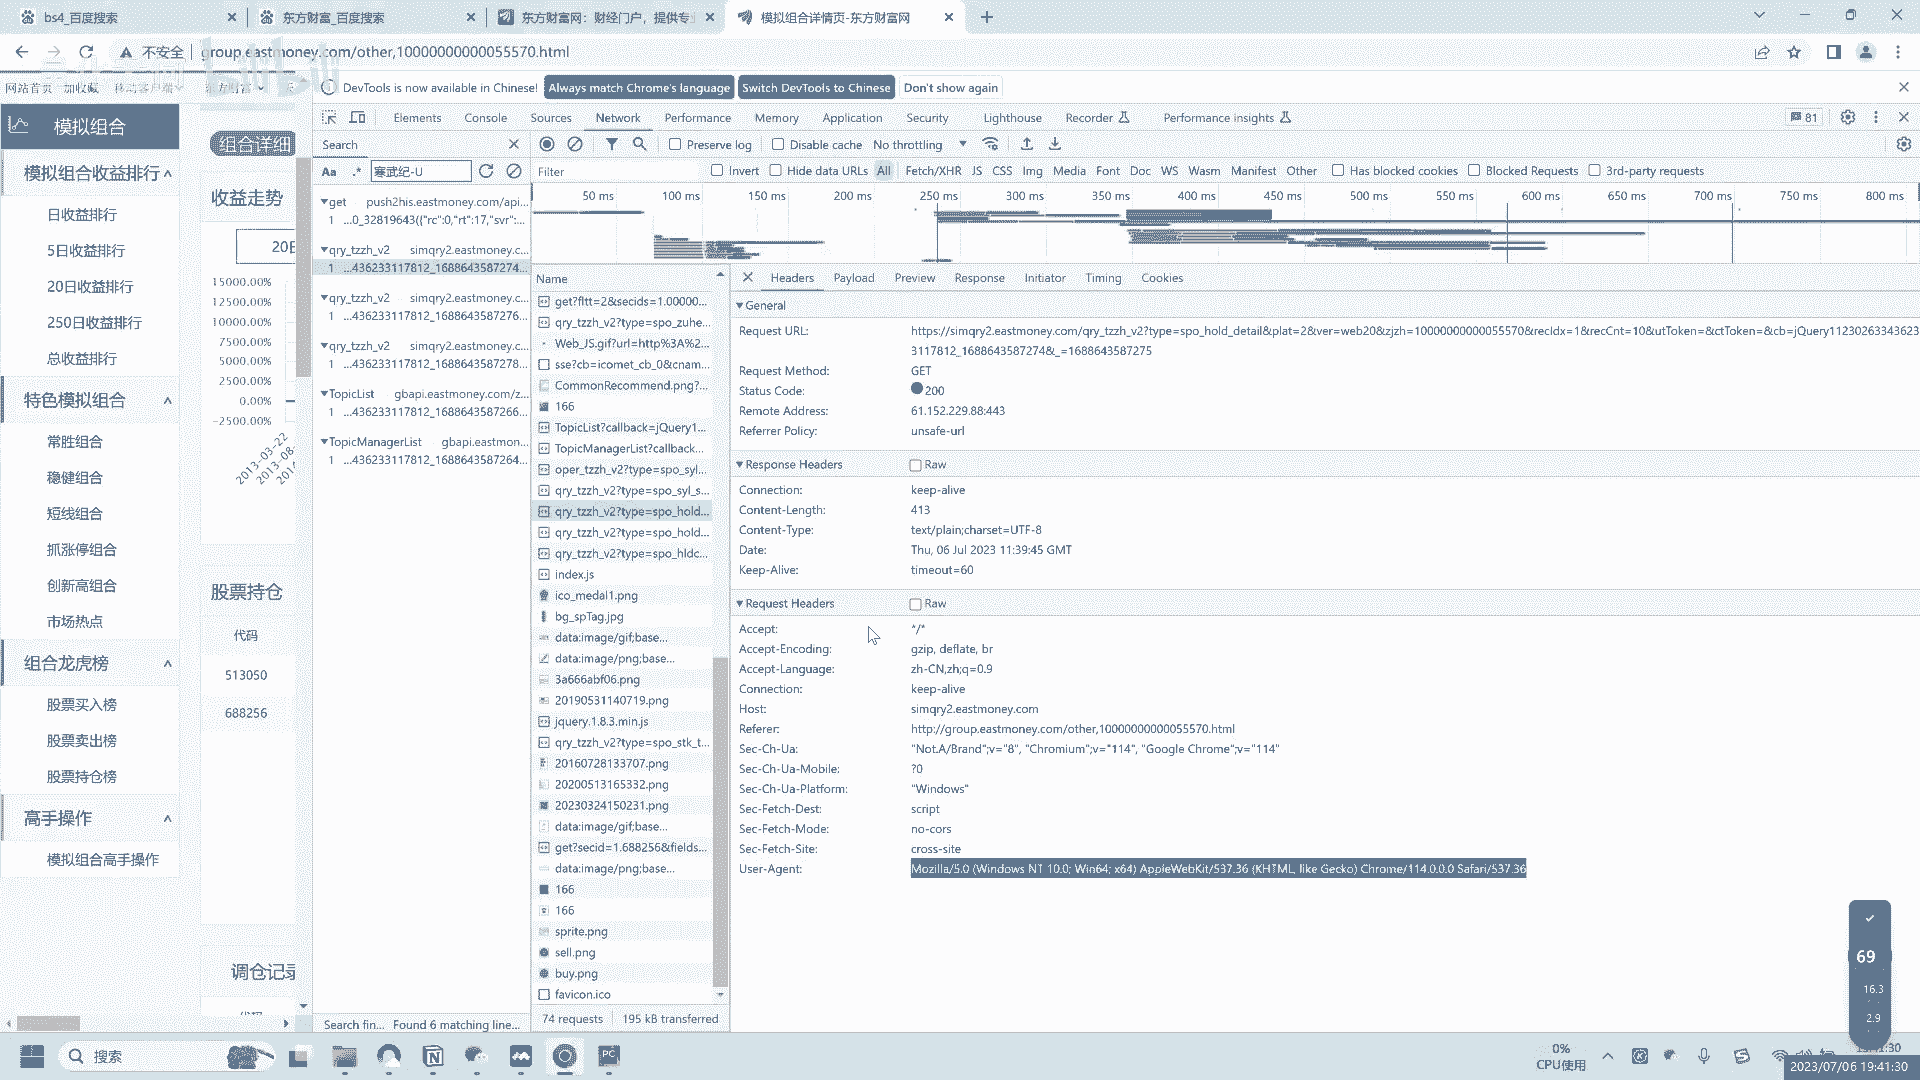 bs4_百度搜索
东方财富_百度搜索
东方财富网：财经门户，提供专业
模拟组合详情页-东方财富网
不安全
group.eastmoney.com/other,10000000000055570.html
网站首页 加收藏 移动客户端 东方财富
DevTools is now available in Chinese!
Always match Chrome's language
Switch DevTools to Chinese
Don't show again
Elements
Console
Sources
Network
Performance
Memory
Application
Security
Lighthouse
Recorder
Performance insights
81
Search
Preserve log
Disable cache
No throttling
Aa
.*
寒武纪-U
Filter
Invert
Hide data URLs
All
Fetch/XHR
JS
CSS
Img
Media
Font
Doc
WS
Wasm
Manifest
Other
Has blocked cookies
Blocked Requests
3rd-party requests
50 ms
100 ms
150 ms
200 ms
250 ms
300 ms
350 ms
400 ms
450 ms
500 ms
550 ms
600 ms
650 ms
700 ms
750 ms
800 ms
模拟组合
模拟组合收益排行
日收益排行
5日收益排行
20日收益排行
250日收益排行
总收益排行
特色模拟组合
常胜组合
稳健组合
短线组合
抓涨停组合
创新高组合
市场热点
组合龙虎榜
股票买入榜
股票卖出榜
股票持仓榜
高手操作
模拟组合高手操作
组合详细
收益走势
20日
15000.00%
12500.00%
10000.00%
7500.00%
5000.00%
2500.00%
0.00%
-2500.00%
2013-03-22
2013-08-
201
股票持仓
代码
513050
688256
调仓记录
get push2his.eastmoney.com/api...
1 ...0_32819643({"rc":0,"rt":17,"svr":...
qry_tzzh_v2 simqry2.eastmoney.c...
1 ...436233117812_1688643587274...
qry_tzzh_v2 simqry2.eastmoney.c...
1 ...436233117812_1688643587276...
qry_tzzh_v2 simqry2.eastmoney.c...
1 ...436233117812_1688643587278...
TopicList gbapi.eastmoney.com/z...
1 ...436233117812_1688643587266...
TopicManagerList gbapi.eastmon...
1 ...436233117812_1688643587264...
Search fin... Found 6 matching line...
Name
get?fltt=2&secids=1.00000...
qry_tzzh_v2?type=spo_zuhe...
Web_JS.gif?url=http%3A%2...
sse?cb=icomet_cb_0&cnam...
CommonRecommend.png?...
166
TopicList?callback=jQuery1...
TopicManagerList?callback...
oper_tzzh_v2?type=spo_syl...
qry_tzzh_v2?type=spo_syl_s...
qry_tzzh_v2?type=spo_hold...
qry_tzzh_v2?type=spo_hold...
qry_tzzh_v2?type=spo_hldc...
index.js
ico_medal1.png
bg_spTag.jpg
data:image/gif;base...
data:image/png;base...
3a666abf06.png
20190531140719.png
jquery.1.8.3.min.js
qry_tzzh_v2?type=spo_stk_t...
20160728133707.png
20200513165332.png
20230324150231.png
data:image/gif;base...
get?secid=1.688256&fields...
data:image/png;base...
166
166
sprite.png
sell.png
buy.png
favicon.ico
74 requests
195 kB transferred
Headers
Payload
Preview
Response
Initiator
Timing
Cookies
General
Request URL: https://simqry2.eastmoney.com/qry_tzzh_v2?type=spo_hold_detail&plat=2&ver=web20&zjzh=10000000000055570&recIdx=1&recCnt=10&utToken=&ctToken=&cb=jQuery11230263343623
3117812_1688643587274&_=1688643587275
Request Method: GET
Status Code: 200
Remote Address: 61.152.229.88:443
Referrer Policy: unsafe-url
Response Headers
Raw
Connection: keep-alive
Content-Length: 413
Content-Type: text/plain;charset=UTF-8
Date: Thu, 06 Jul 2023 11:39:45 GMT
Keep-Alive: timeout=60
Request Headers
Raw
Accept: */*
Accept-Encoding: gzip, deflate, br
Accept-Language: zh-CN,zh;q=0.9
Connection: keep-alive
Host: simqry2.eastmoney.com
Referer: http://group.eastmoney.com/other,10000000000055570.html
Sec-Ch-Ua: "Not.A/Brand";v="8", "Chromium";v="114", "Google Chrome";v="114"
Sec-Ch-Ua-Mobile: ?0
Sec-Ch-Ua-Platform: "Windows"
Sec-Fetch-Dest: script
Sec-Fetch-Mode: no-cors
Sec-Fetch-Site: cross-site
User-Agent: Mozilla/5.0 (Windows NT 10.0; Win64; x64) AppleWebKit/537.36 (KHTML, like Gecko) Chrome/114.0.0.0 Safari/537.36
69
16.3
2.9
搜索
0%
CPU使用
2023/07/06 19:41:30